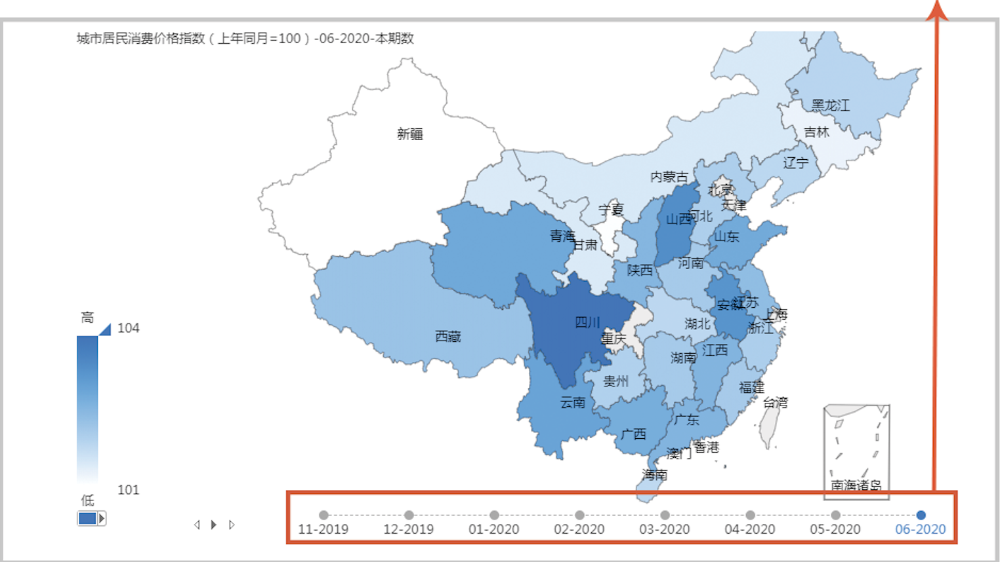 城市居民消费价格指数（上年同月=100）-06-2020-本期数
黑龙江
吉林
新疆
辽宁
内蒙古
北京
天津
宁夏
山西
河北
青海
甘肃
山东
陕西
河南
安徽
江苏
上海
四川
湖北
浙江
西藏
重庆
江西
湖南
贵州
福建
云南
台湾
广东
广西
香港
澳门
海南
南海诸岛
高
104
101
低
11-2019
12-2019
01-2020
02-2020
03-2020
04-2020
05-2020
06-2020